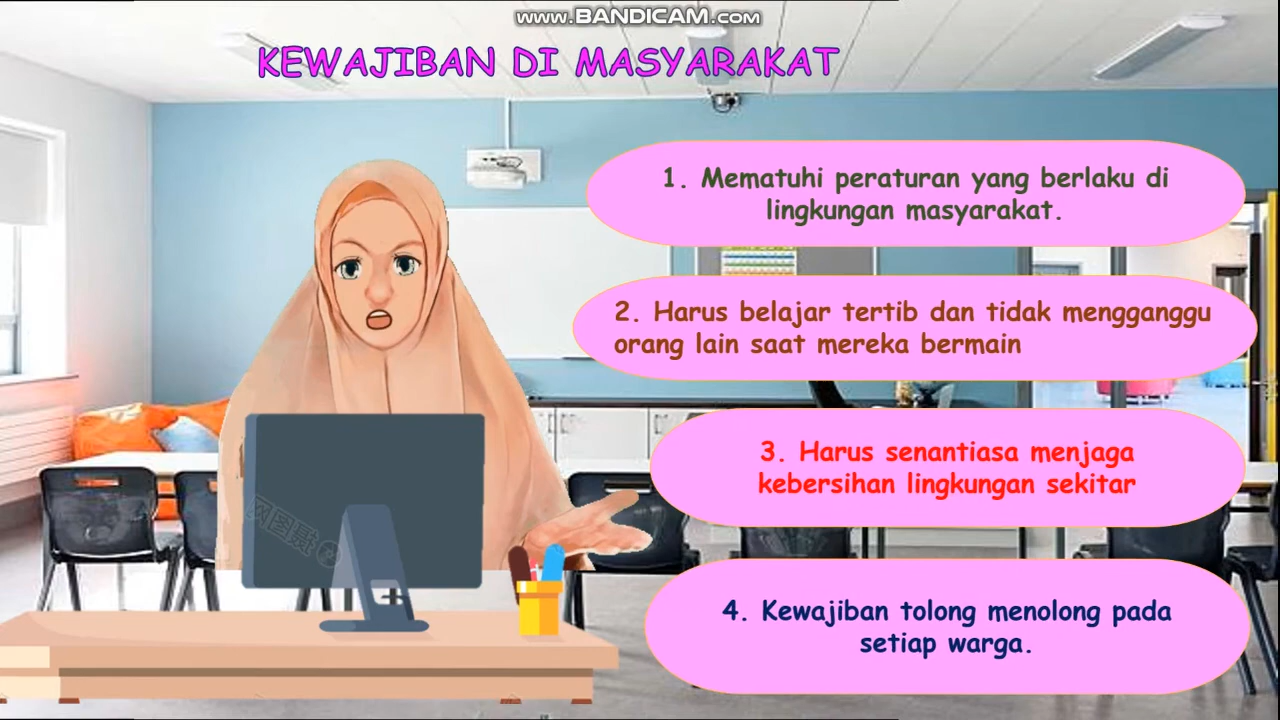 www.BANDICAM.com
KEWAJIBAN DI MASYARAKAT
1. Mematuhi peraturan yang berlaku di
lingkungan masyarakat.
2. Harus belajar tertib dan tidak mengganggu
orang lain saat mereka bermain
3. Harus senantiasa menjaga
kebersihan lingkungan sekitar
4. Kewajiban tolong menolong pada
setiap warga.
网图